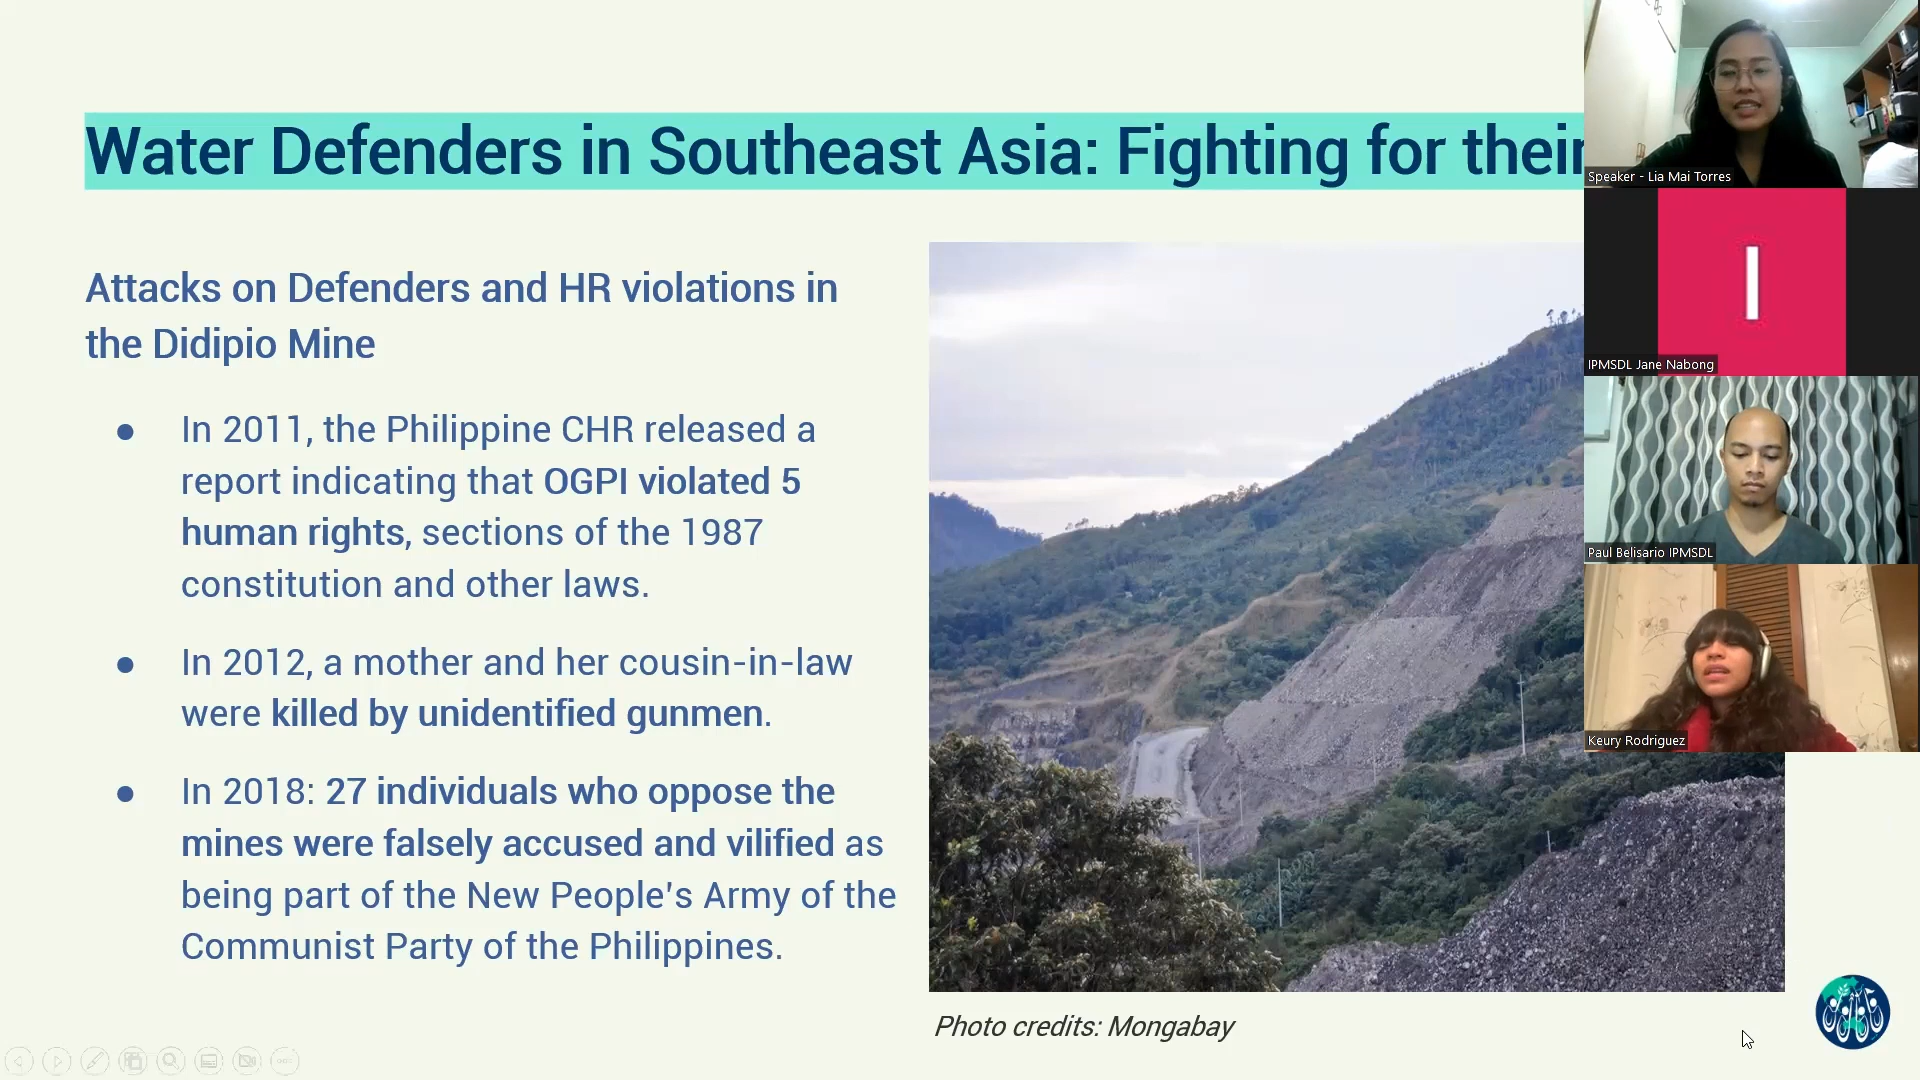 Water Defenders in Southeast Asia: Fighting for their
Attacks on Defenders and HR violations in
the Didipio Mine
● In 2011, the Philippine CHR released a
report indicating that OGPI violated 5
human rights, sections of the 1987
constitution and other laws.
● In 2012, a mother and her cousin-in-law
were killed by unidentified gunmen.
● In 2018: 27 individuals who oppose the
mines were falsely accused and vilified as
being part of the New People's Army of the
Communist Party of the Philippines.
Photo credits: Mongabay
Speaker - Lia Mai Torres
I
IPMSDL Jane Nabong
Paul Belisario IPMSDL
Keury Rodriguez